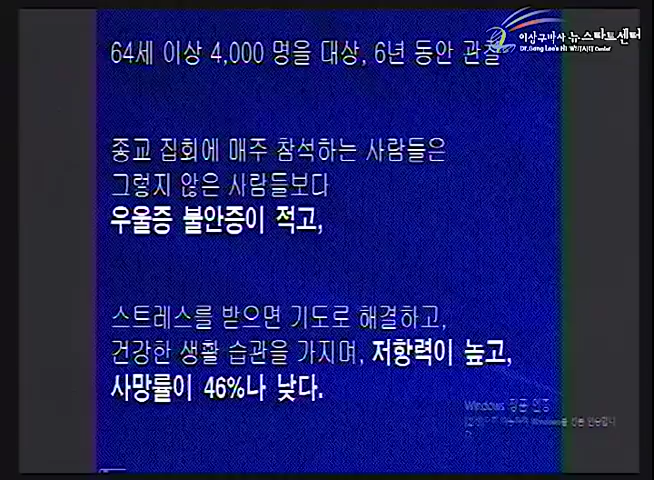 이상구박사 뉴스타트센터
64세 이상 4,000 명을 대상, 6년 동안 관찰
종교 집회에 매주 참석하는 사람들은
그렇지 않은 사람들보다
우울증 불안증이 적고,
스트레스를 받으면 기도로 해결하고,
건강한 생활 습관을 가지며, 저항력이 높고,
사망률이 46%나 낮다.
Windows 정품 인증